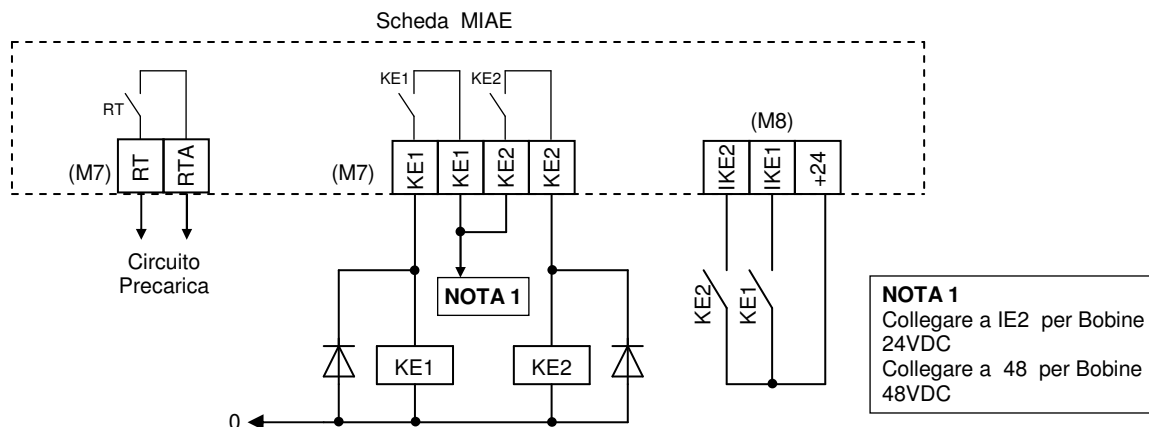 Scheda MIAE
KE1
KE2
RT
(M7)
RT
RTA
(M7)
KE1
KE1
KE2
KE2
(M8)
IKE2
IKE1
+24
Circuito
Precarica
NOTA 1
KE2
KE1
KE1
KE2
0
NOTA 1
Collegare a IE2 per Bobine
24VDC
Collegare a 48 per Bobine
48VDC